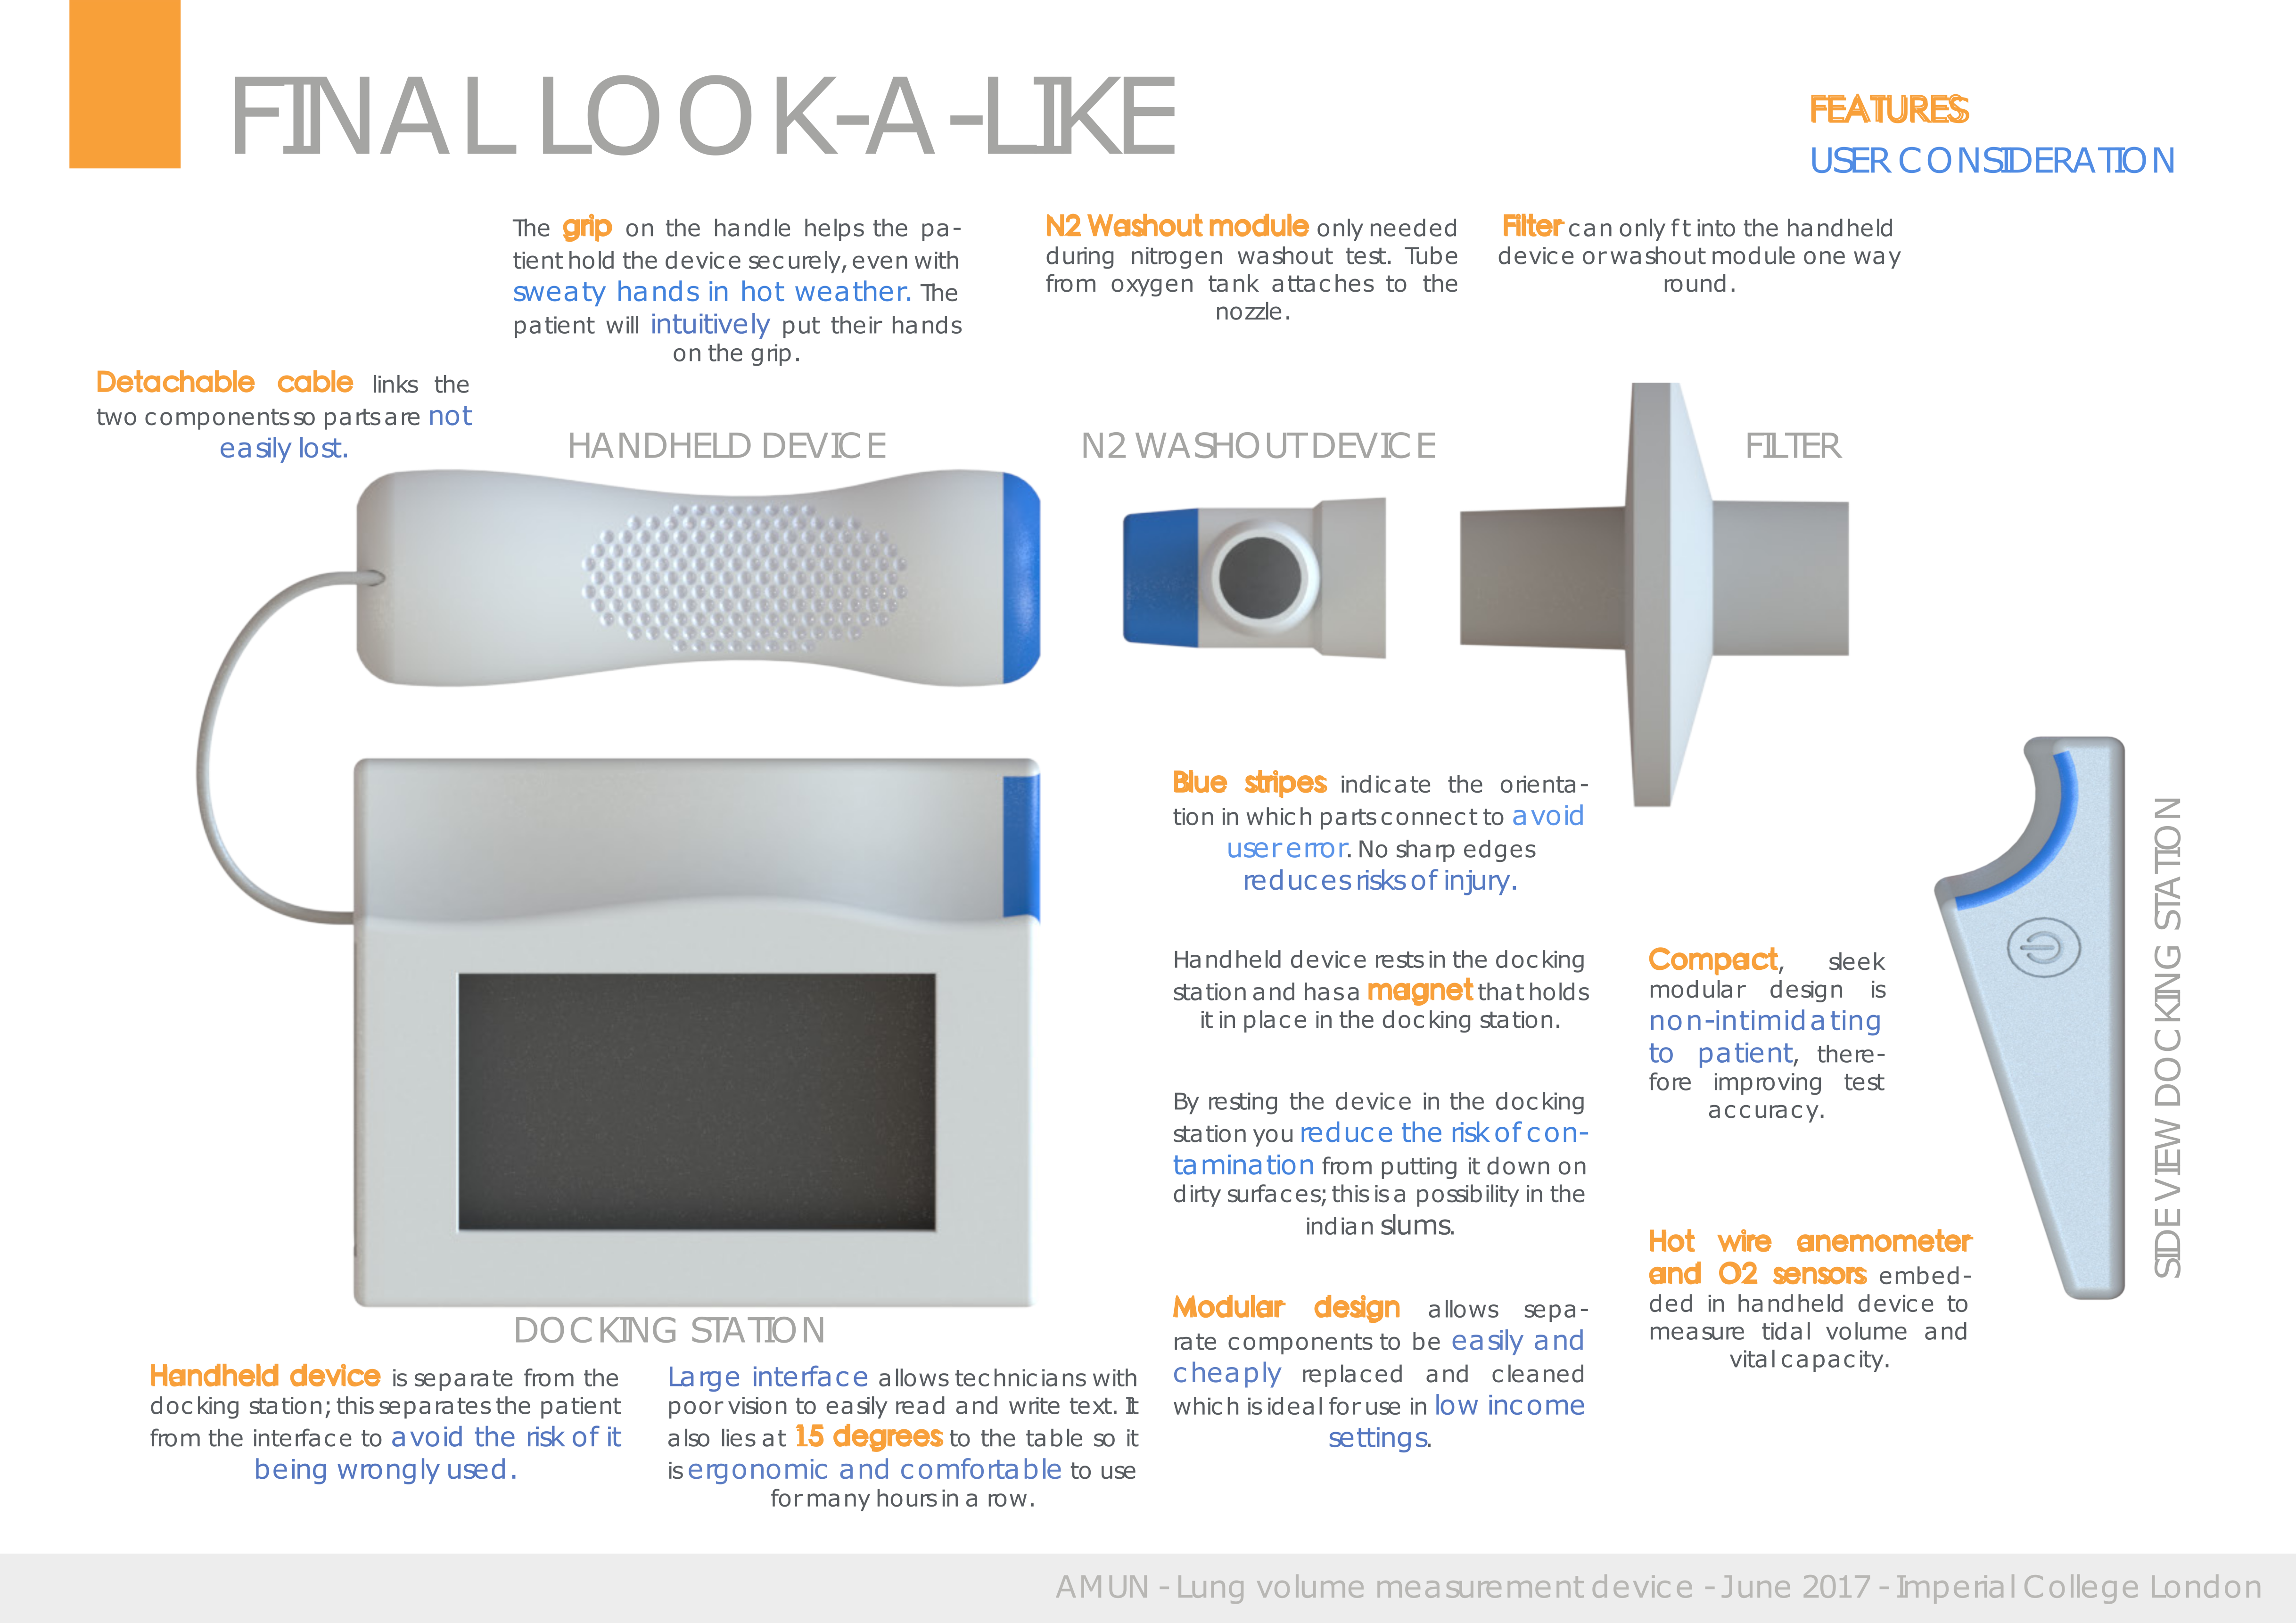 FINAL LOOK-A-LIKE
FEATURES
USER CONSIDERATION
The grip on the handle helps the pa-
tient hold the device securely, even with
sweaty hands in hot weather. The
patient will intuitively put their hands
on the grip.
N2 Washout module only needed
during nitrogen washout test. Tube
from oxygen tank attaches to the
nozzle.
Filter can only f t into the handheld
device or washout module one way
round.
Detachable cable links the
two components so parts are not
easily lost.
HANDHELD DEVICE
N2 WASHOUT DEVICE
FILTER
Blue stripes indicate the orienta-
tion in which parts connect to avoid
user error. No sharp edges
reduces risks of injury.
Handheld device rests in the docking
station and has a magnet that holds
it in place in the docking station.
By resting the device in the docking
station you reduce the risk of con-
tamination from putting it down on
dirty surfaces; this is a possibility in the
indian slums.
Modular design allows sepa-
rate components to be easily and
cheaply replaced and cleaned
which is ideal for use in low income
settings.
Compact, sleek
modular design is
non-intimidating
to patient, there-
fore improving test
accuracy.
Hot wire anemometer
and O2 sensors embed-
ded in handheld device to
measure tidal volume and
vital capacity.
SIDE VIEW DOCKING STATION
DOCKING STATION
Handheld device is separate from the
docking station; this separates the patient
from the interface to avoid the risk of it
being wrongly used.
Large interface allows technicians with
poor vision to easily read and write text. It
also lies at 15 degrees to the table so it
is ergonomic and comfortable to use
for many hours in a row.
AMUN - Lung volume measurement device - June 2017 - Imperial College London